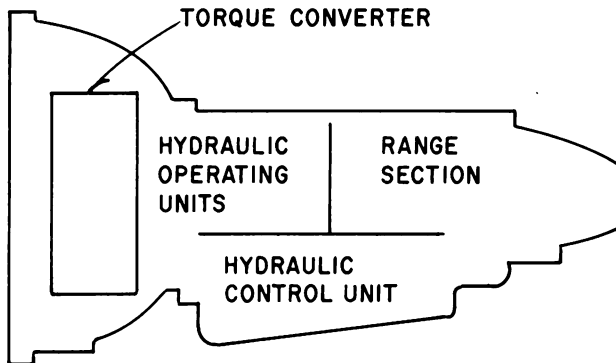 TORQUE CONVERTER
HYDRAULIC
OPERATING
UNITS
RANGE
SECTION
HYDRAULIC
CONTROL UNIT